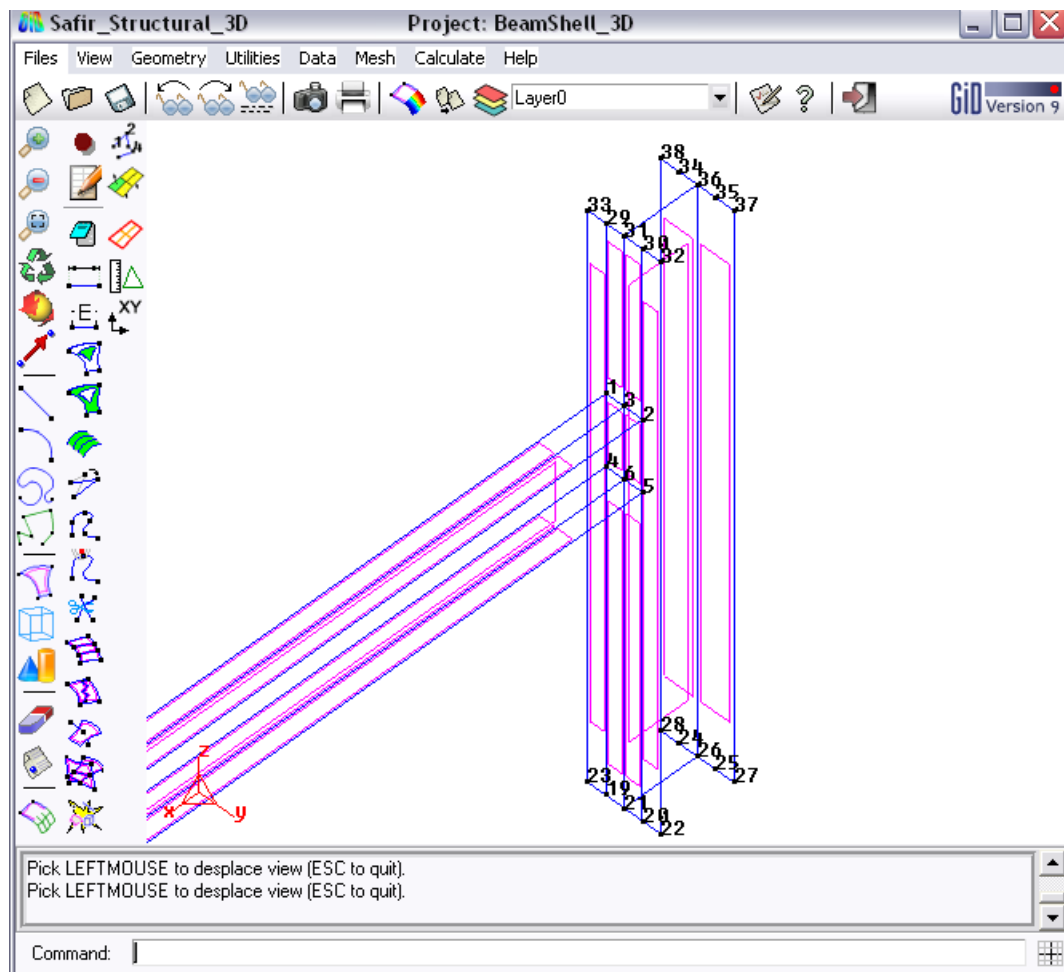 Safir_Structural_3D Project: BeamShell_3D
Files View Geometry Utilities Data Mesh Calculate Help
Layer0
GiD Version 9
38
34
36
35
37
33
29
31
30
32
1
3
2
4
6
5
28
24
26
25
27
23
19
21
20
22
z
x
y
2
1
4
E
XY
Pick LEFTMOUSE to desplace view (ESC to quit).
Pick LEFTMOUSE to desplace view (ESC to quit).
Command: